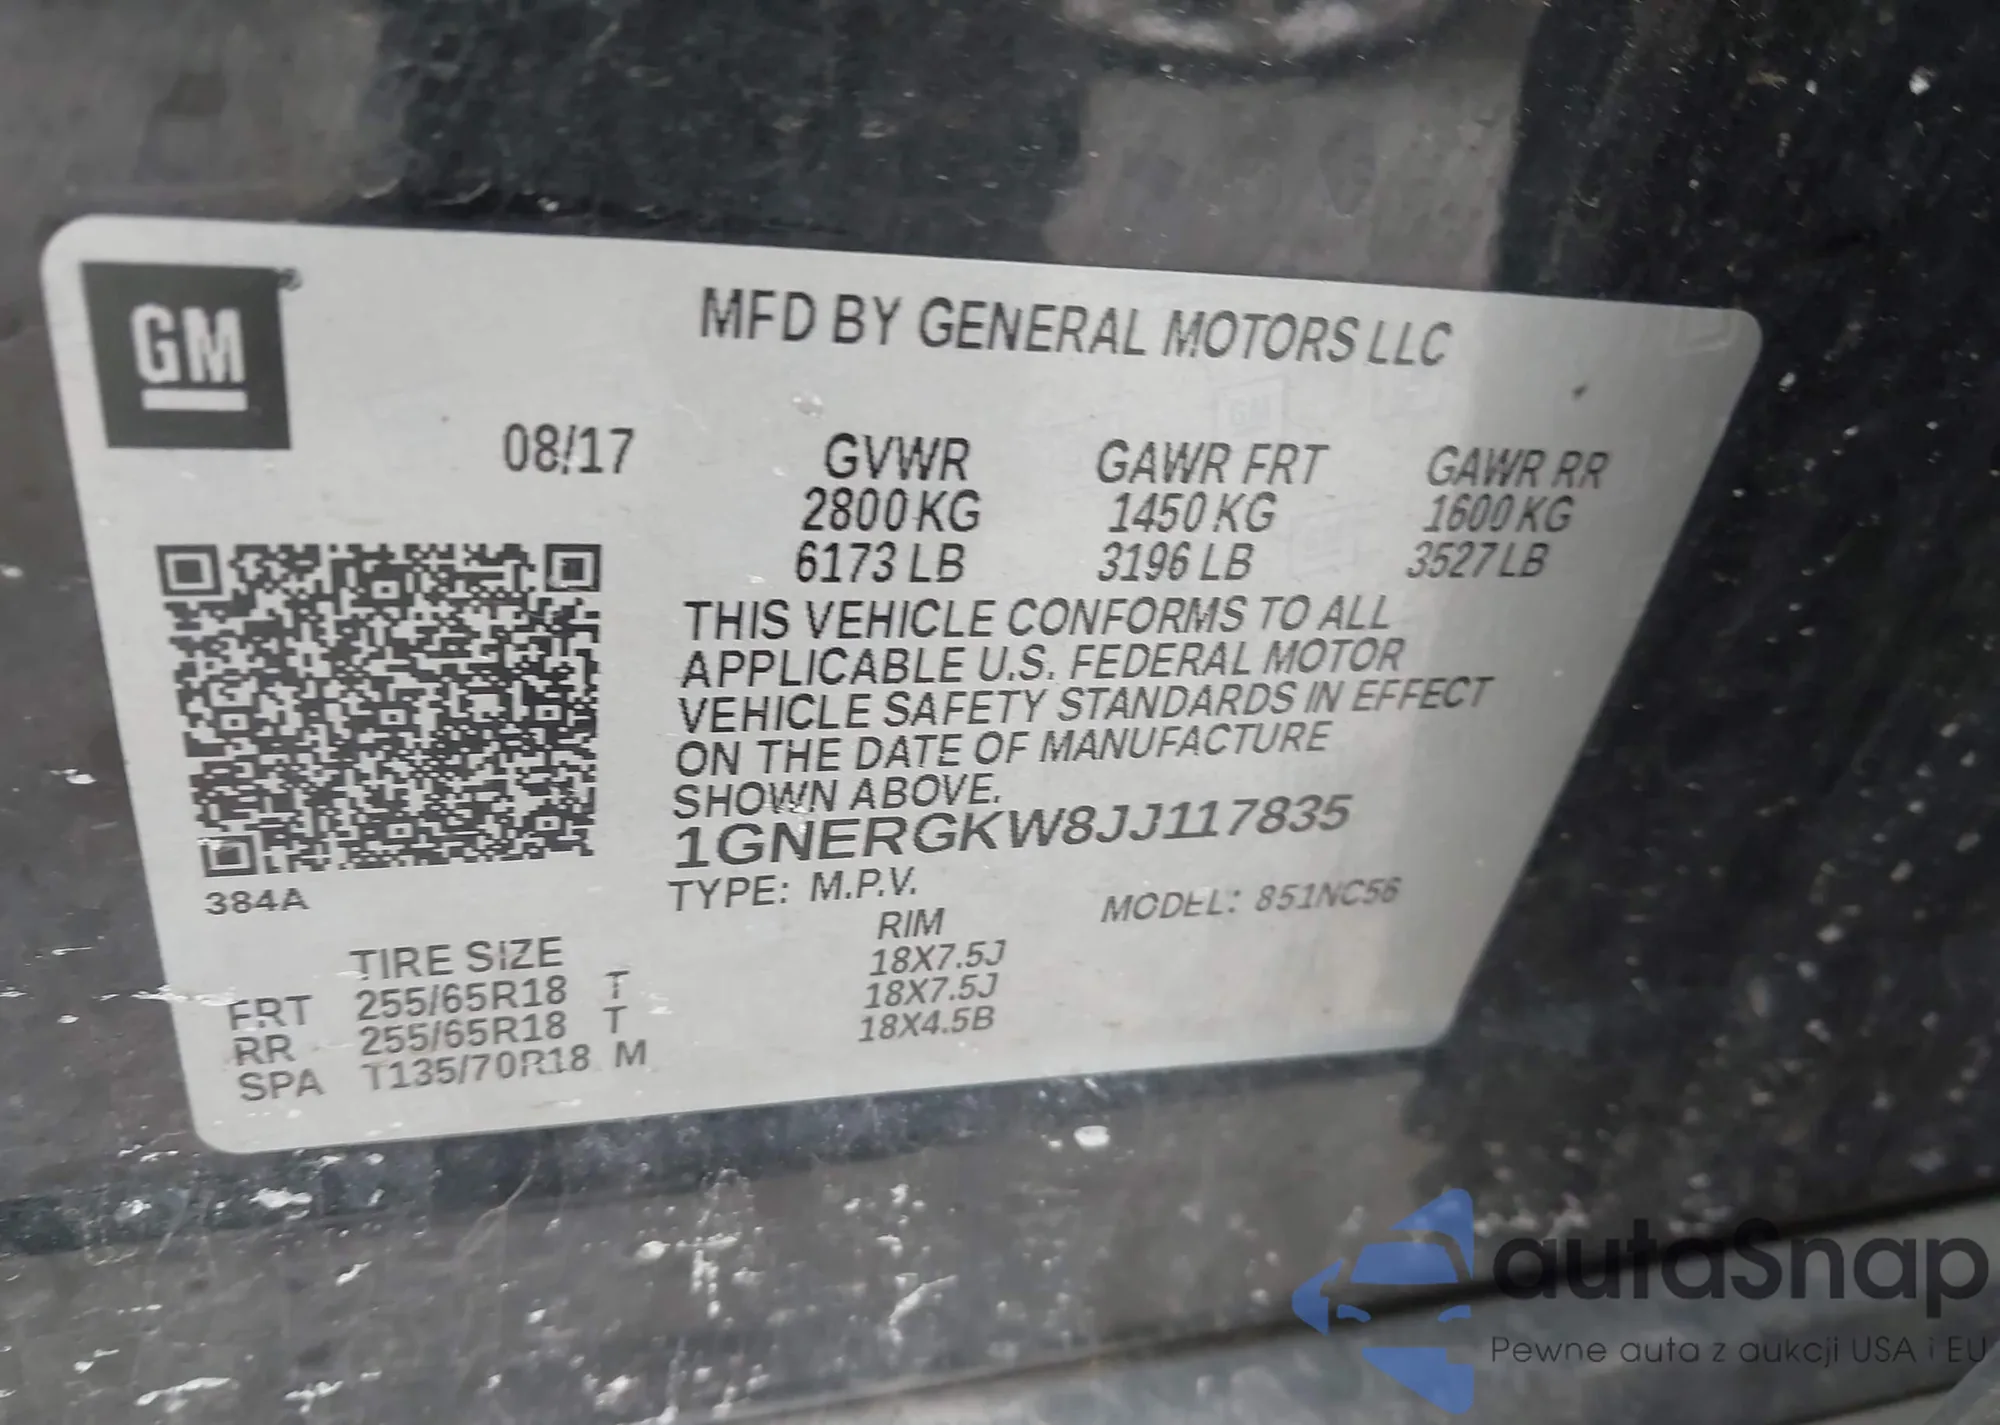 GM®
MFD BY GENERAL MOTORS LLC
08/17
GVWR GAWR FRT GAWR RR
2800 KG 1450 KG 1600 KG
6173 LB 3196 LB 3527 LB
THIS VEHICLE CONFORMS TO ALL
APPLICABLE U.S. FEDERAL MOTOR
VEHICLE SAFETY STANDARDS IN EFFECT
ON THE DATE OF MANUFACTURE
SHOWN ABOVE.
1GNERGKW8JJ117835
384A
TYPE: M.P.V. MODEL: 851NC56
TIRE SIZE RIM
FRT 255/65R18 T 18X7.5J
RR 255/65R18 T 18X7.5J
SPA T135/70R18 M 18X4.5B
autaSnap
Pewne auta z aukcji USA i EU